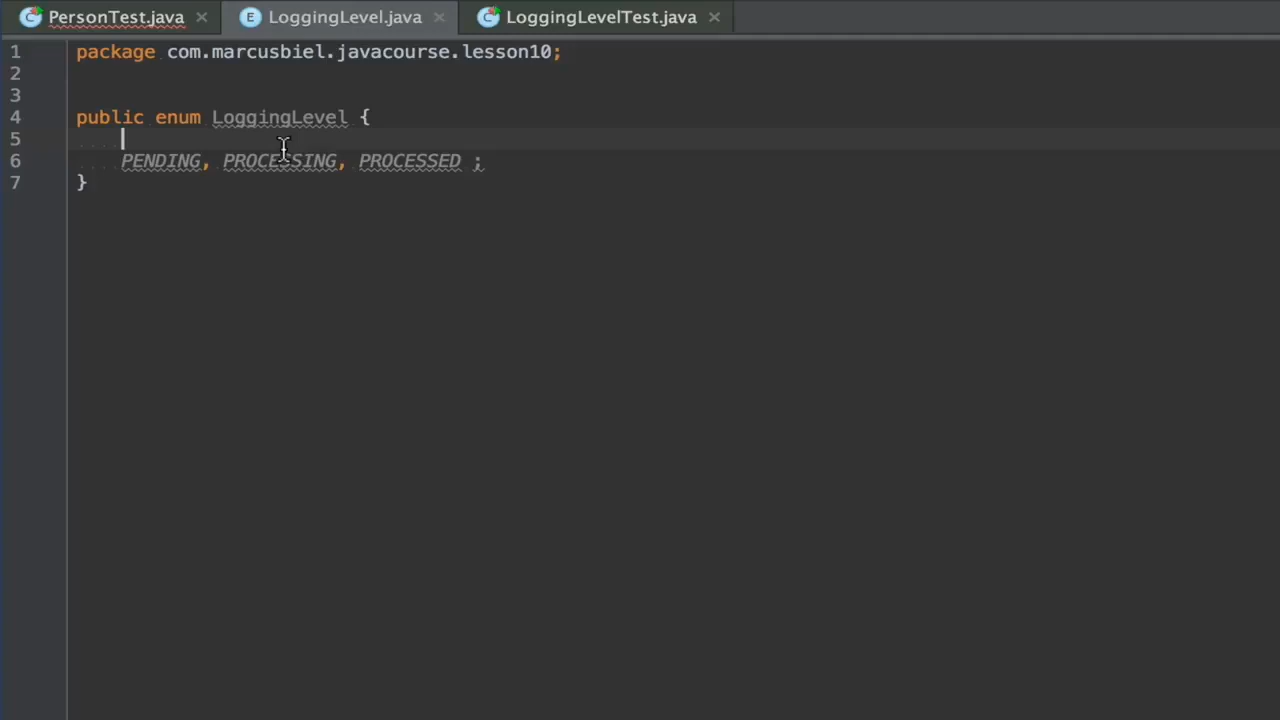 PersonTest.java LoggingLevel.java LoggingLevelTest.java
1 package com.marcusbiel.javacourse.lesson10;
2
3
4 public enum LoggingLevel {
5
6 PENDING, PROCESSING, PROCESSED ;
7 }